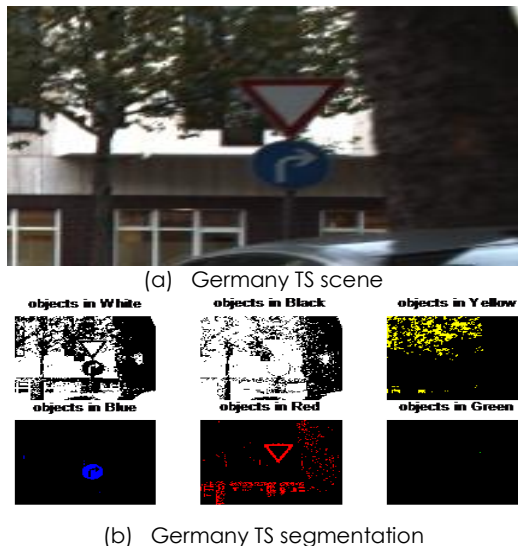 (a) Germany TS scene
objects in White objects in Black objects in Yellow
objects in Blue objects in Red objects in Green
(b) Germany TS segmentation